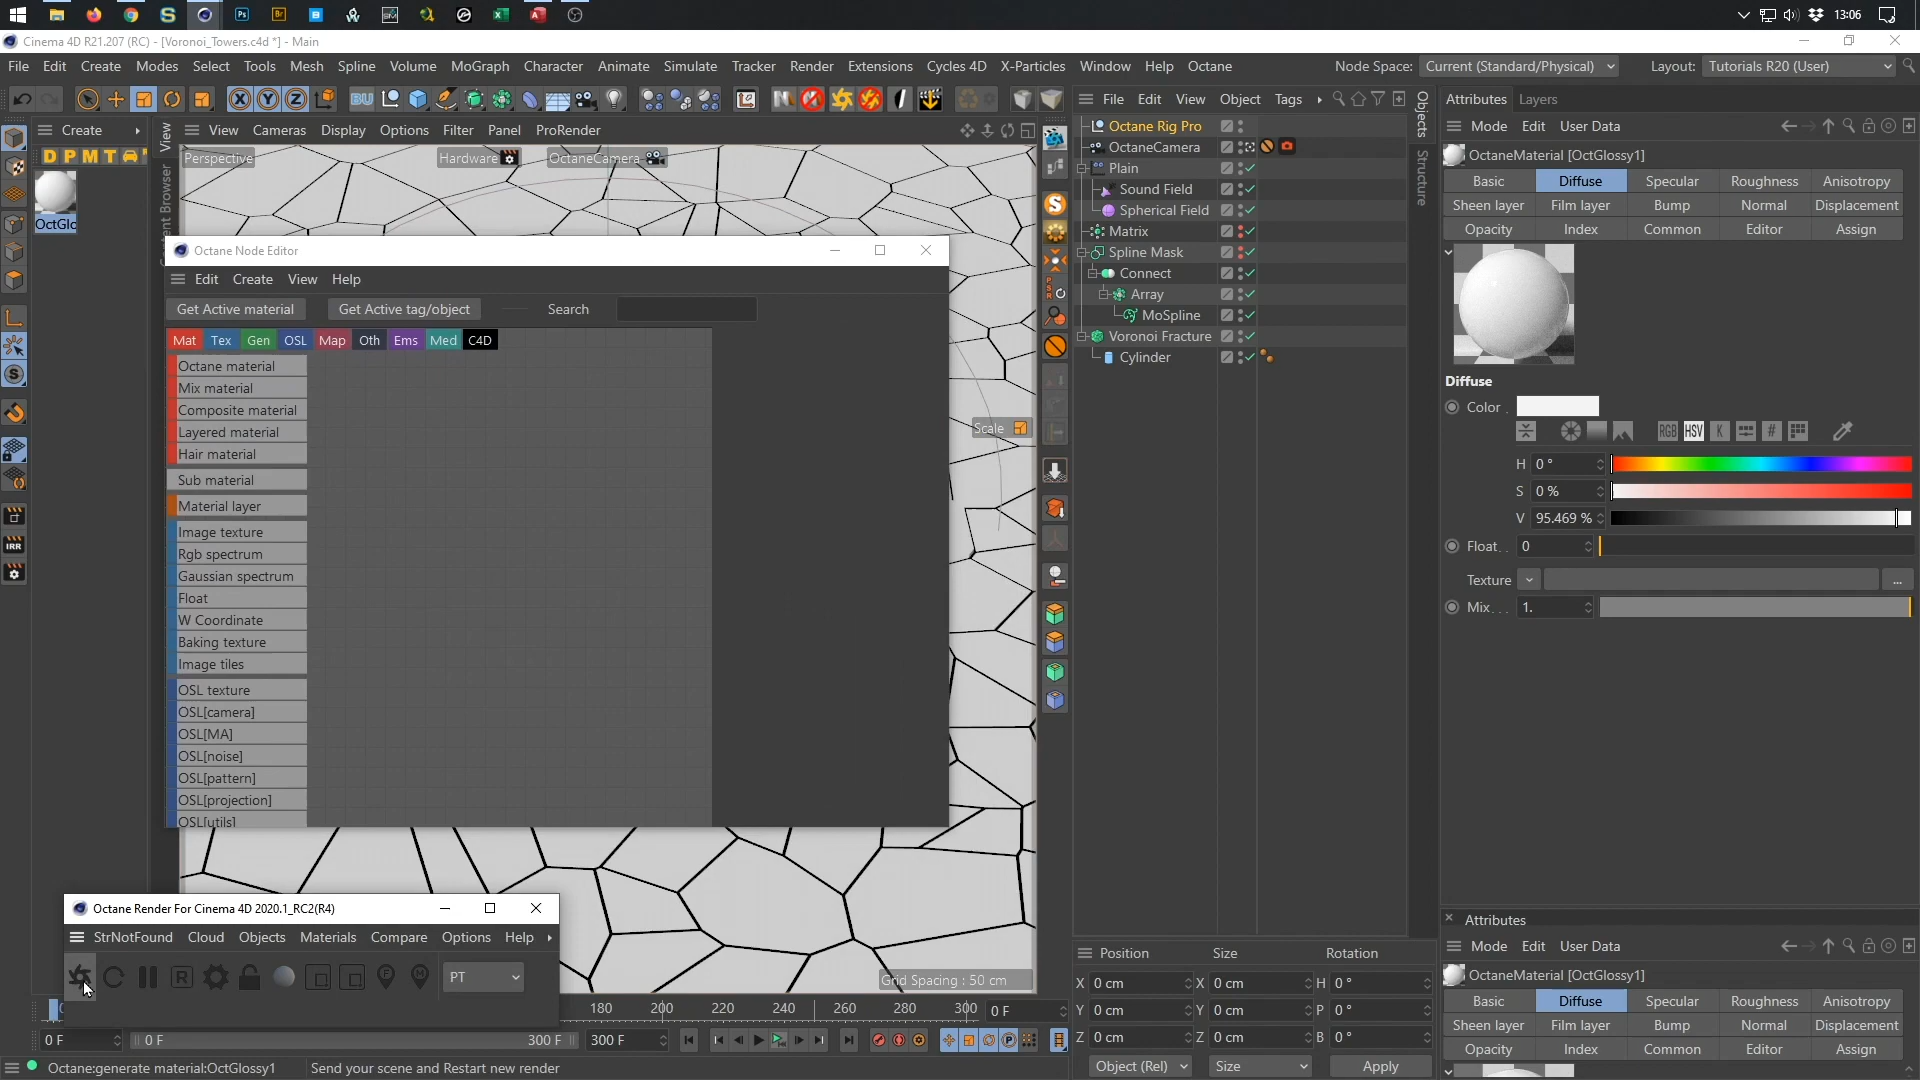 13:06
Cinema 4D R21.207 (RC) - [Voronoi_Towers.c4d *] - Main
File Edit Create Modes Select Tools Mesh Spline Volume MoGraph Character Animate Simulate Tracker Render Extensions Cycles 4D X-Particles Window Help Octane Node Space: Current (Standard/Physical) Layout: Tutorials R20 (User)
Create
View Cameras Display Options Filter Panel ProRender
File Edit View Object Tags
Attributes Layers
Mode Edit User Data
D P M T
OctGlo
View
Perspective
Hardware
OctaneCamera
Octane Rig Pro
OctaneCamera
Plain
Sound Field
Spherical Field
Matrix
Spline Mask
Connect
Array
MoSpline
Voronoi Fracture
Cylinder
Objects
Structure
OctaneMaterial [OctGlossy1]
Basic Diffuse Specular Roughness Anisotropy
Sheen layer Film layer Bump Normal Displacement
Opacity Index Common Editor Assign
Diffuse
Color
RGB HSV K #
H 0 °
S 0 %
V 95.469 %
Float 0
Texture ...
Mix 1.
Octane Node Editor
Edit Create View Help
Get Active material Get Active tag/object Search
Mat Tex Gen OSL Map Oth Ems Med C4D
Octane material
Mix material
Composite material
Layered material
Hair material
Sub material
Material layer
Image texture
Rgb spectrum
Gaussian spectrum
Float
W Coordinate
Baking texture
Image tiles
OSL texture
OSL[camera]
OSL[MA]
OSL[noise]
OSL[pattern]
OSL[projection]
OSL[utils]
Scale
IRR
PSR
Grid Spacing : 50 cm
Octane Render For Cinema 4D 2020.1_RC2(R4)
StrNotFound Cloud Objects Materials Compare Options Help
PT
180 200 220 240 260 280 300 0 F
0 F 0 F 300 F 300 F
Octane:generate material:OctGlossy1 Send your scene and Restart new render
Position Size Rotation
X 0 cm X 0 cm H 0 °
Y 0 cm Y 0 cm P 0 °
Z 0 cm Z 0 cm B 0 °
Object (Rel) Size Apply
Attributes
Mode Edit User Data
OctaneMaterial [OctGlossy1]
Basic Diffuse Specular Roughness Anisotropy
Sheen layer Film layer Bump Normal Displacement
Opacity Index Common Editor Assign